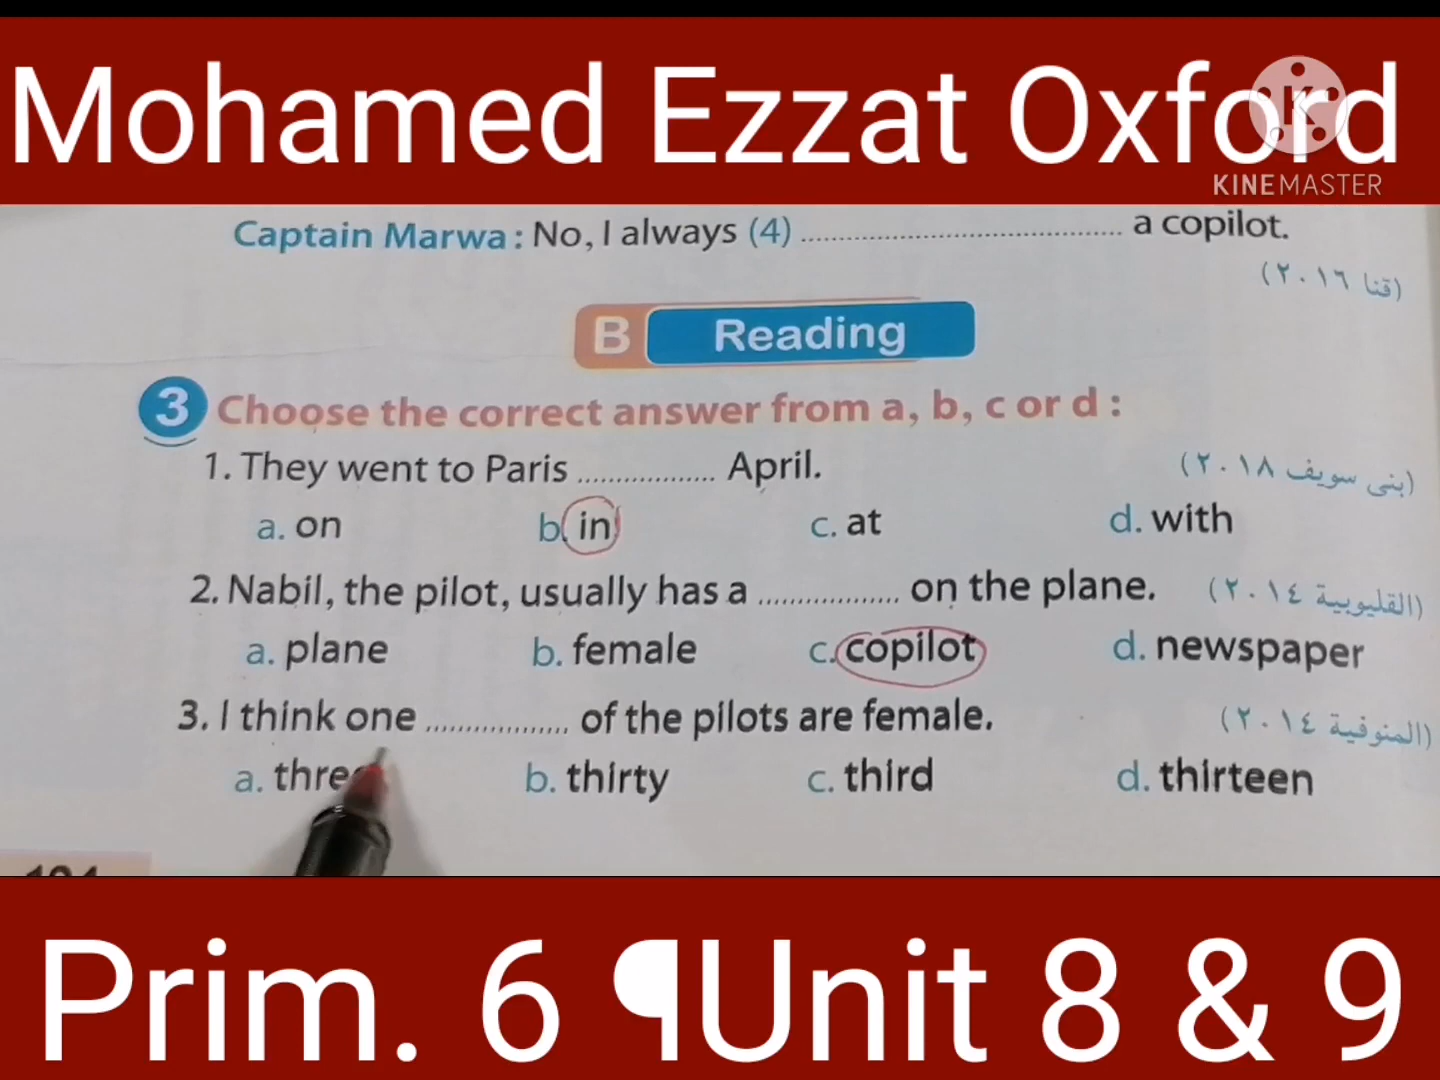 Mohamed Ezzat Oxford
KINEMASTER
Captain Marwa : No, I always (4) ........................................ a copilot.
(قنا ٢٠١٦)
B Reading
3 Choose the correct answer from a, b, c or d :
1. They went to Paris .................. April. (بنى سويف ٢٠١٨)
a. on b. in c. at d. with
2. Nabil, the pilot, usually has a .................. on the plane. (القليوبية ٢٠١٤)
a. plane b. female c. copilot d. newspaper
3. I think one .................. of the pilots are female. (المنوفية ٢٠١٤)
a. three b. thirty c. third d. thirteen
Prim. 6 ¶Unit 8 & 9